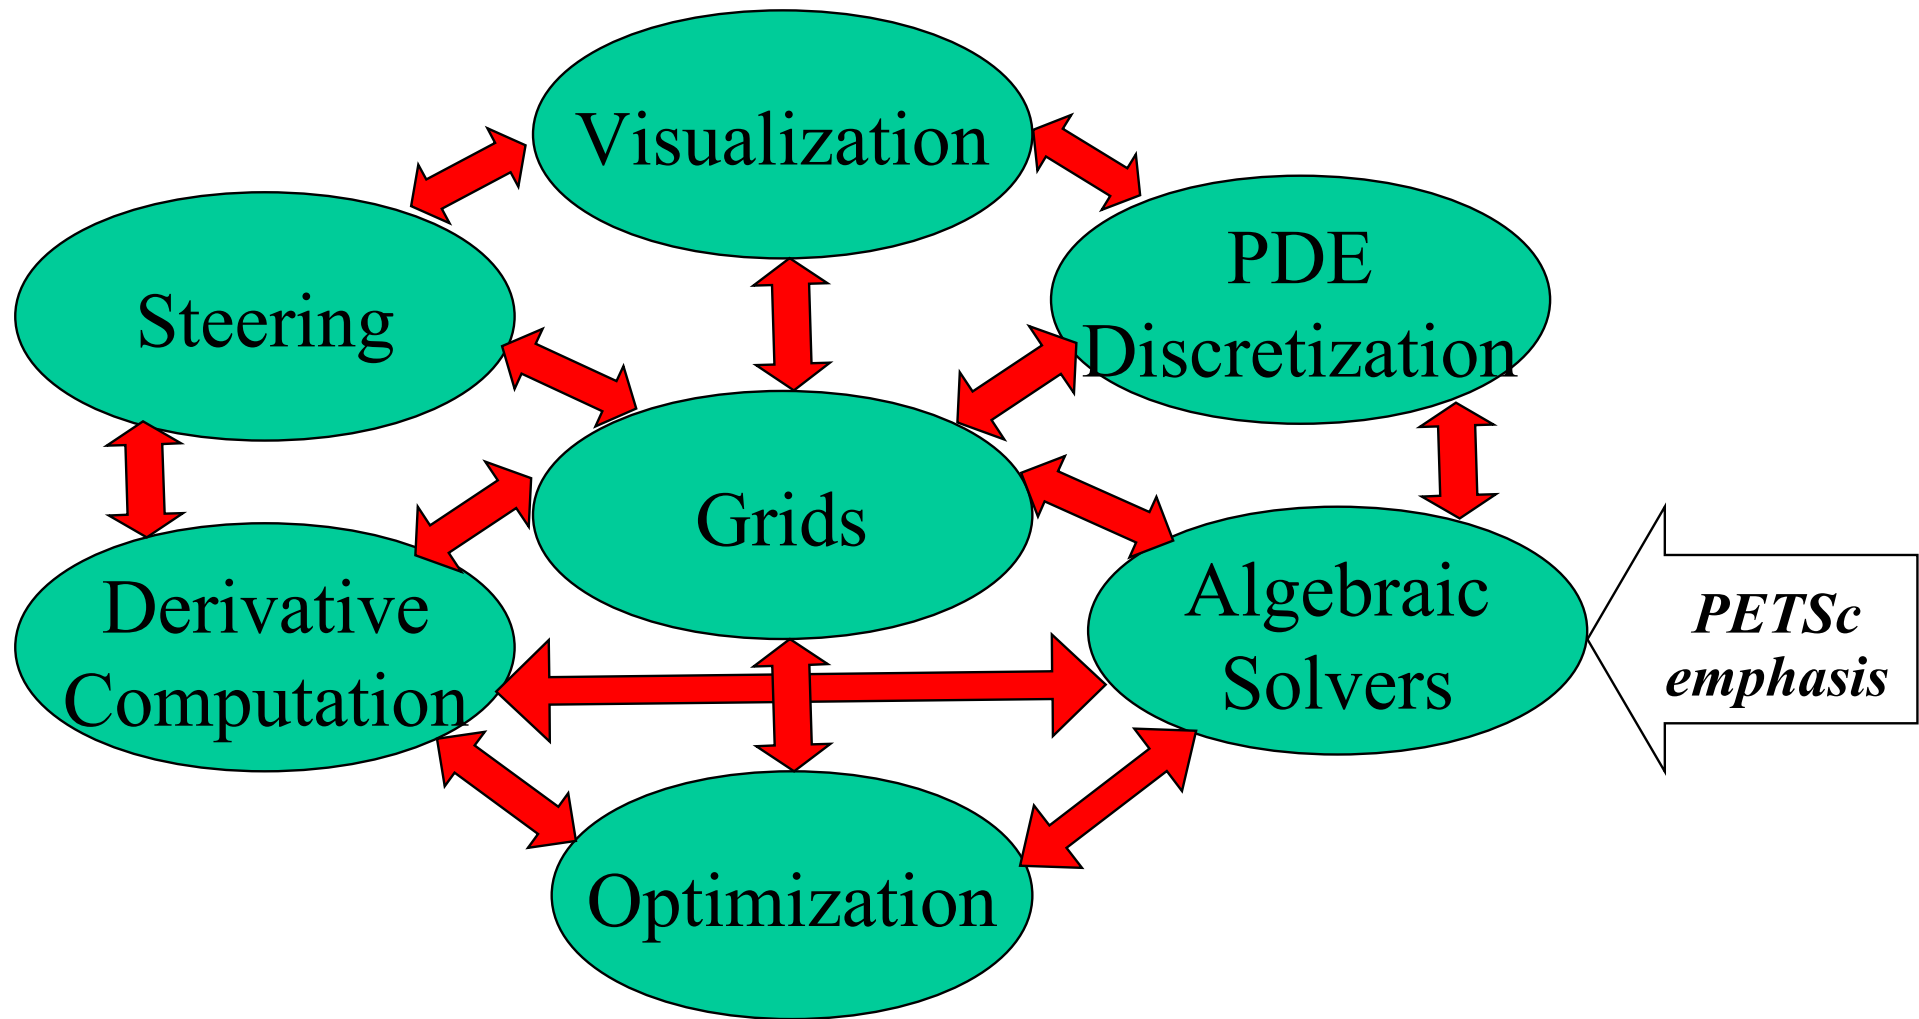 Visualization
Steering
PDE
Discretization
Grids
Derivative
Computation
Algebraic
Solvers
PETSc
emphasis
Optimization